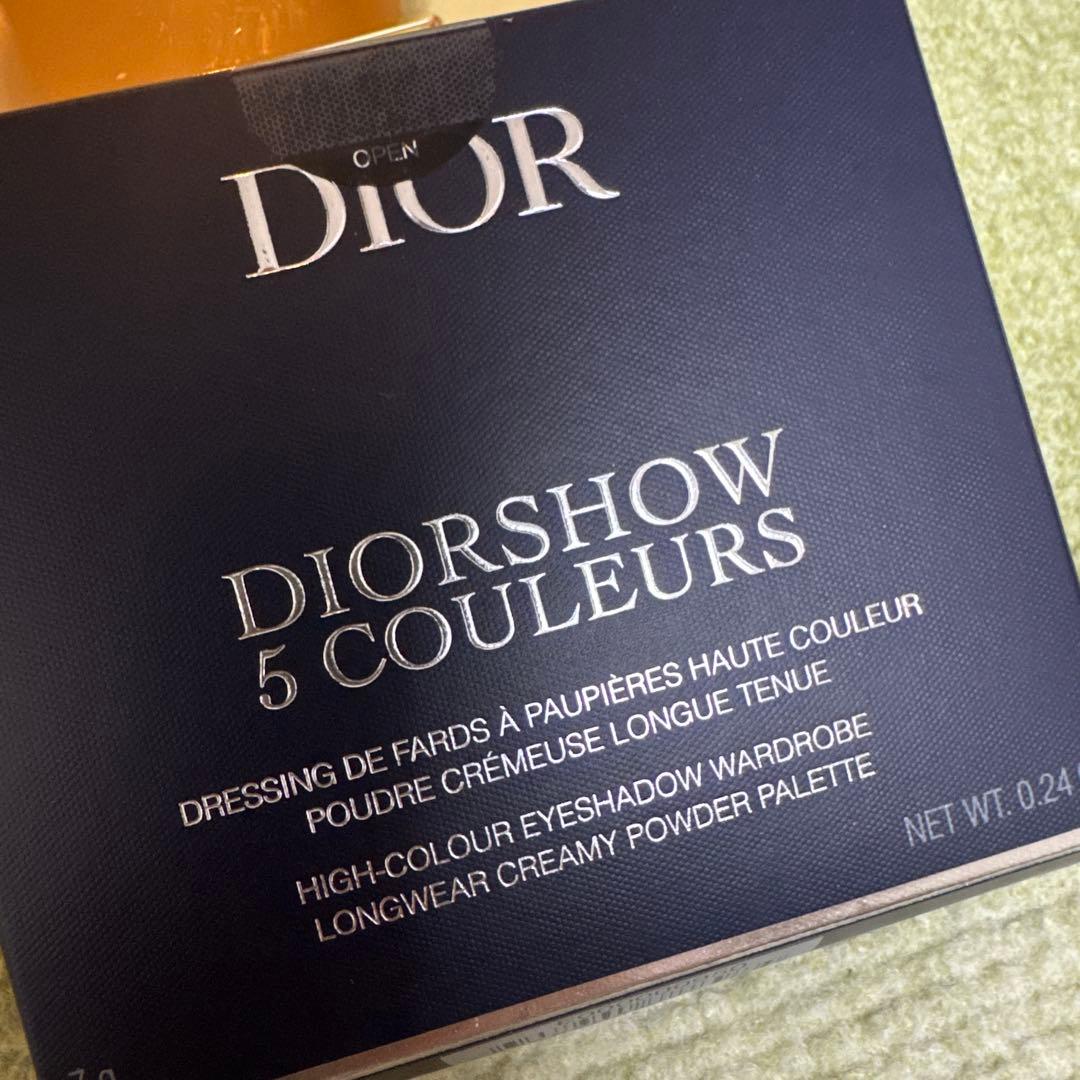 OPEN
DIOR
DIORSHOW
5 COULEURS
DRESSING DE FARDS À PAUPIÈRES HAUTE COULEUR
POUDRE CRÉMEUSE LONGUE TENUE
HIGH-COLOUR EYESHADOW WARDROBE
LONGWEAR CREAMY POWDER PALETTE
NET WT. 0.24
7 g